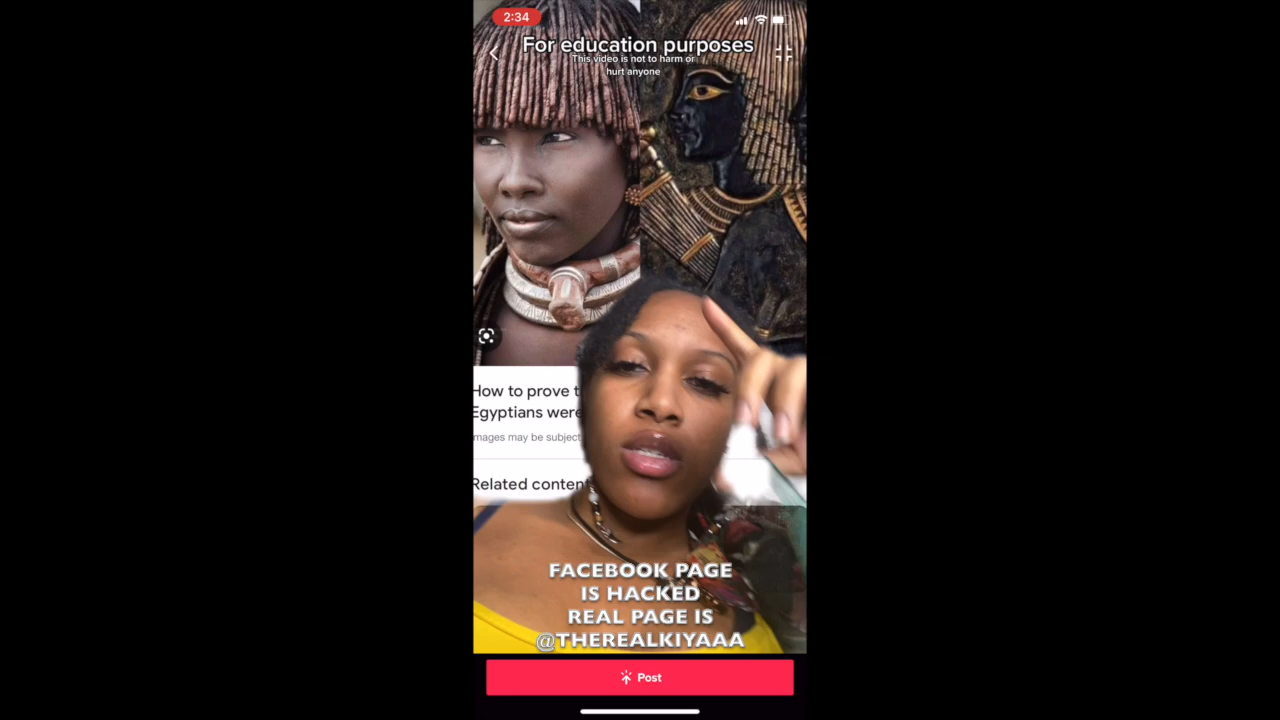 2:34
For education purposes
This video is not to harm or
hurt anyone
How to prove t
Egyptians were
mages may be subject
Related content
FACEBOOK PAGE
IS HACKED
REAL PAGE IS
@THEREALKIYAAA
Post